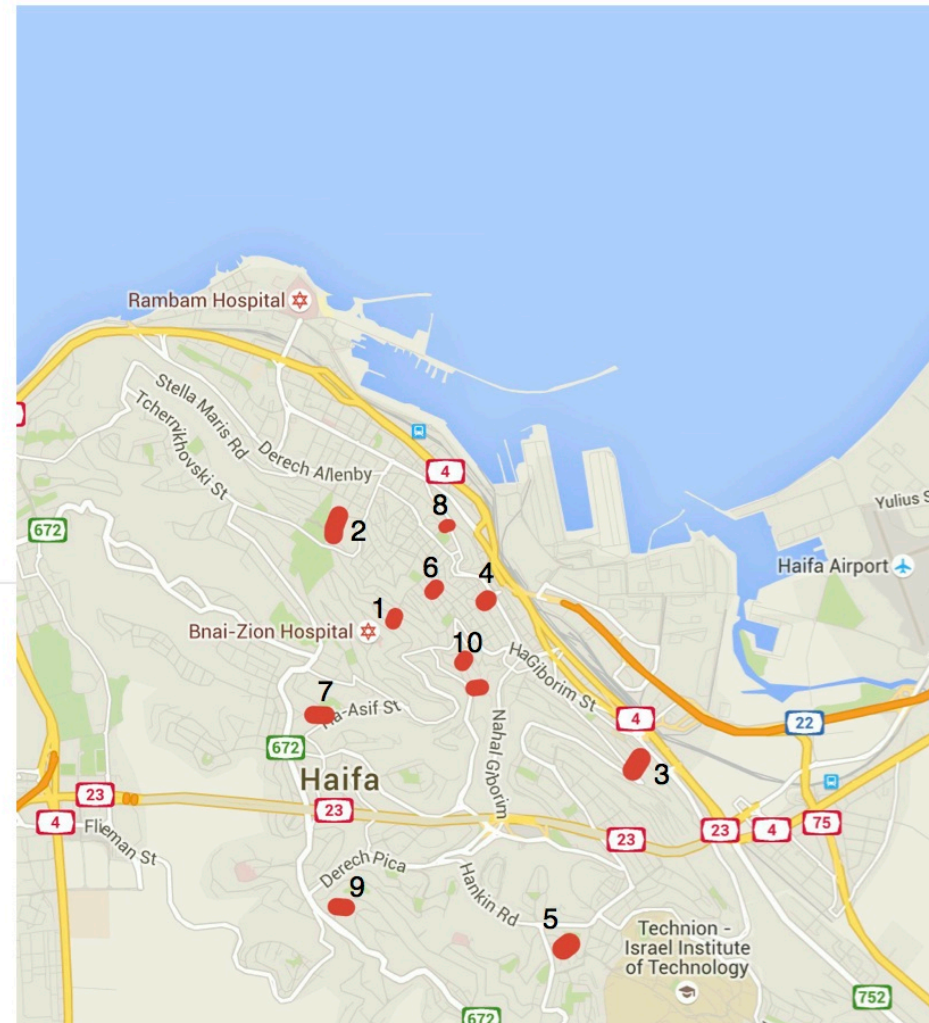 Rambam Hospital
Stella Maris Rd
Tchernikhovski St
Derech Allenby
4
8
2
Yulius S
672
Haifa Airport
6
4
1
Bnai-Zion Hospital
10
HaGiborim St
7
Ha-Asif St
4
22
672
Nahal Giborim
3
Haifa
23
23
4
Flieman St
23
23
4
75
Derech Pica
9
Hankin Rd
5
Technion -
Israel Institute
of Technology
752
672